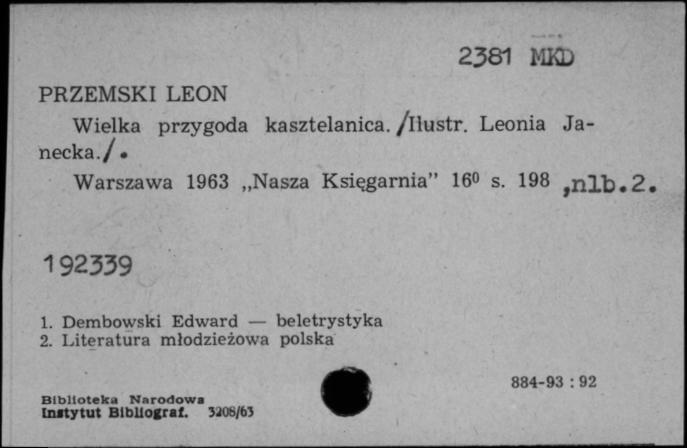 2381 MKD
PRZEMSKI LEON
Wielka przygoda kasztelanica. /Ilustr. Leonia Ja-
necka./.
Warszawa 1963 „Nasza Księgarnia” 16⁰ s. 198 ,nlb.2.
192339
1. Dembowski Edward — beletrystyka
2. Literatura młodzieżowa polska
884-93 : 92
Biblioteka Narodowa
Instytut Bibliograf. 3208/63